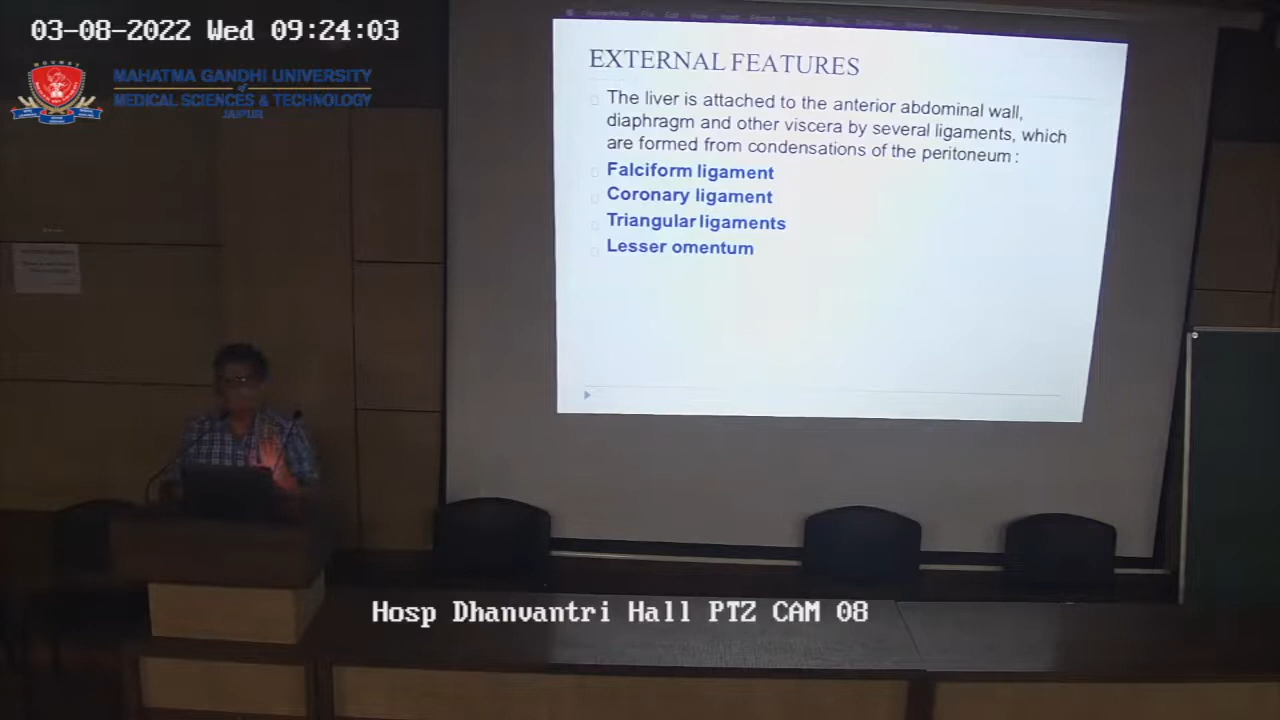 03-08-2022 Wed 09:24:03
MAHATMA GANDHI UNIVERSITY
of
MEDICAL SCIENCES & TECHNOLOGY
JAIPUR
EXTERNAL FEATURES
The liver is attached to the anterior abdominal wall,
diaphragm and other viscera by several ligaments, which
are formed from condensations of the peritoneum :
Falciform ligament
Coronary ligament
Triangular ligaments
Lesser omentum
Hosp Dhanvantri Hall PTZ CAM 08